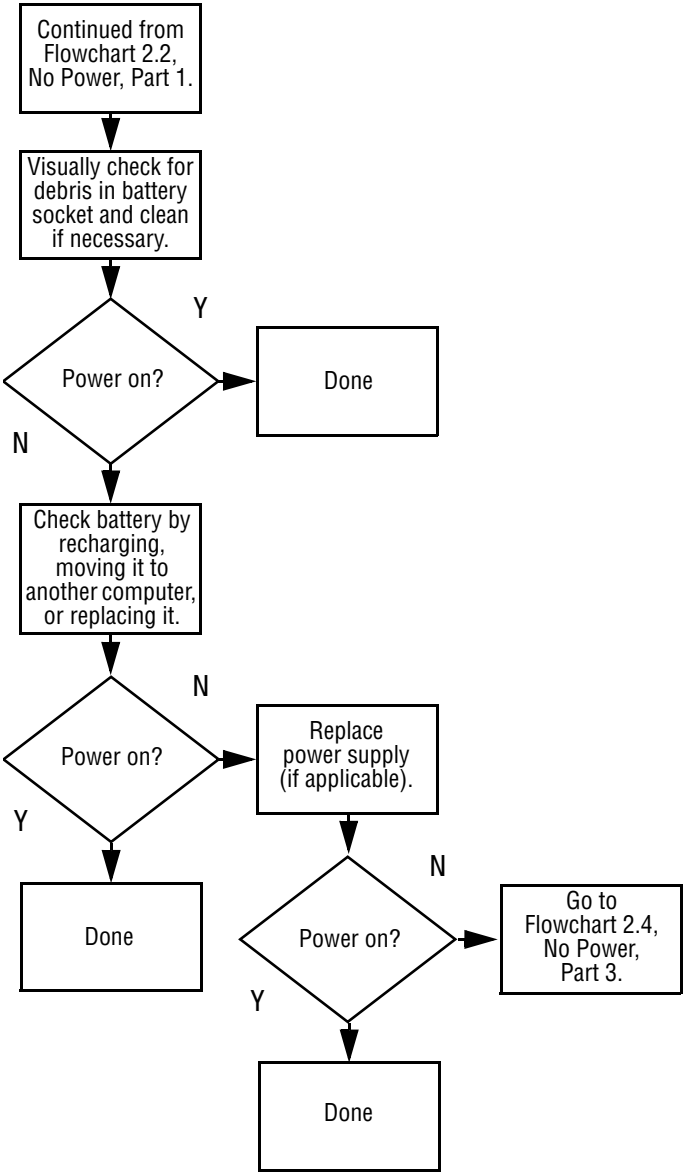 Continued from
Flowchart 2.2,
No Power, Part 1.
Visually check for
debris in battery
socket and clean
if necessary.
Y
Power on?
Done
N
Check battery by
recharging,
moving it to
another computer,
or replacing it.
N
Power on?
Replace
power supply
(if applicable).
Y
Done
N
Power on?
Go to
Flowchart 2.4,
No Power,
Part 3.
Y
Done